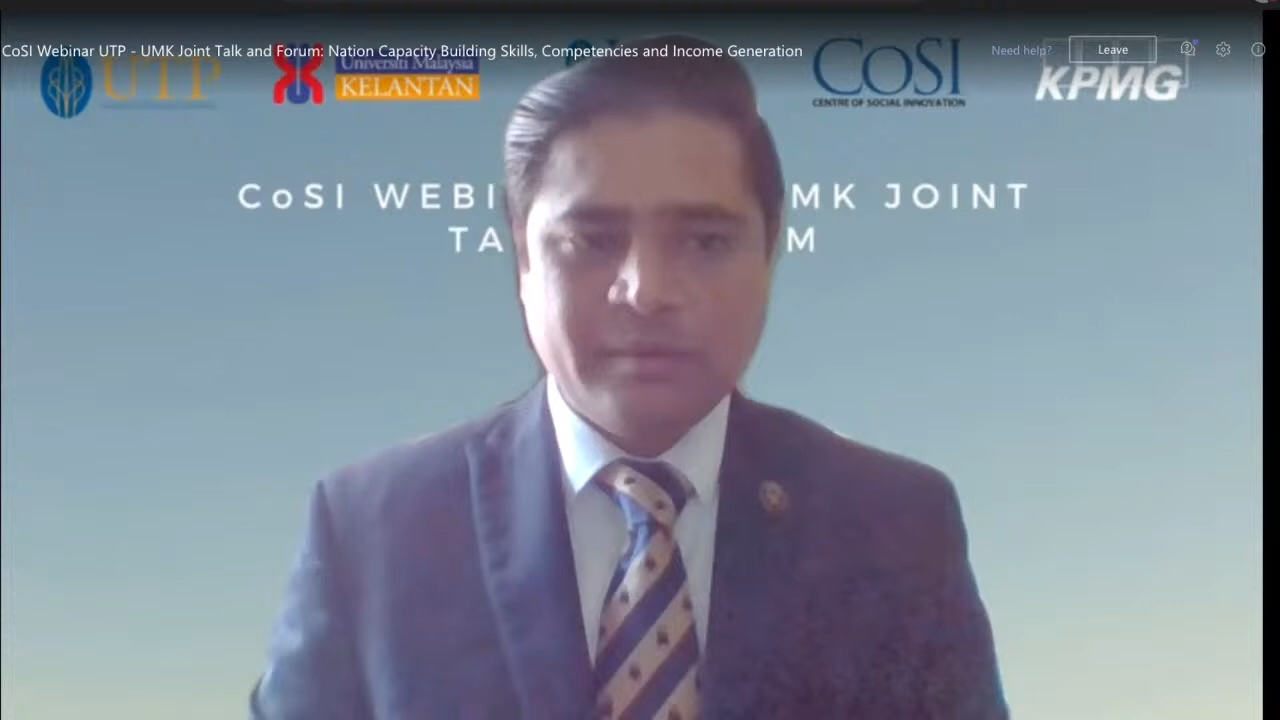 CoSI Webinar UTP - UMK Joint Talk and Forum: Nation Capacity Building Skills, Competencies and Income Generation
Need help?
Leave
UTP
Universiti Malaysia
KELANTAN
CoSI
CENTRE OF SOCIAL INNOVATION
KPMG
CoSI WEBI MK JOINT
TA M